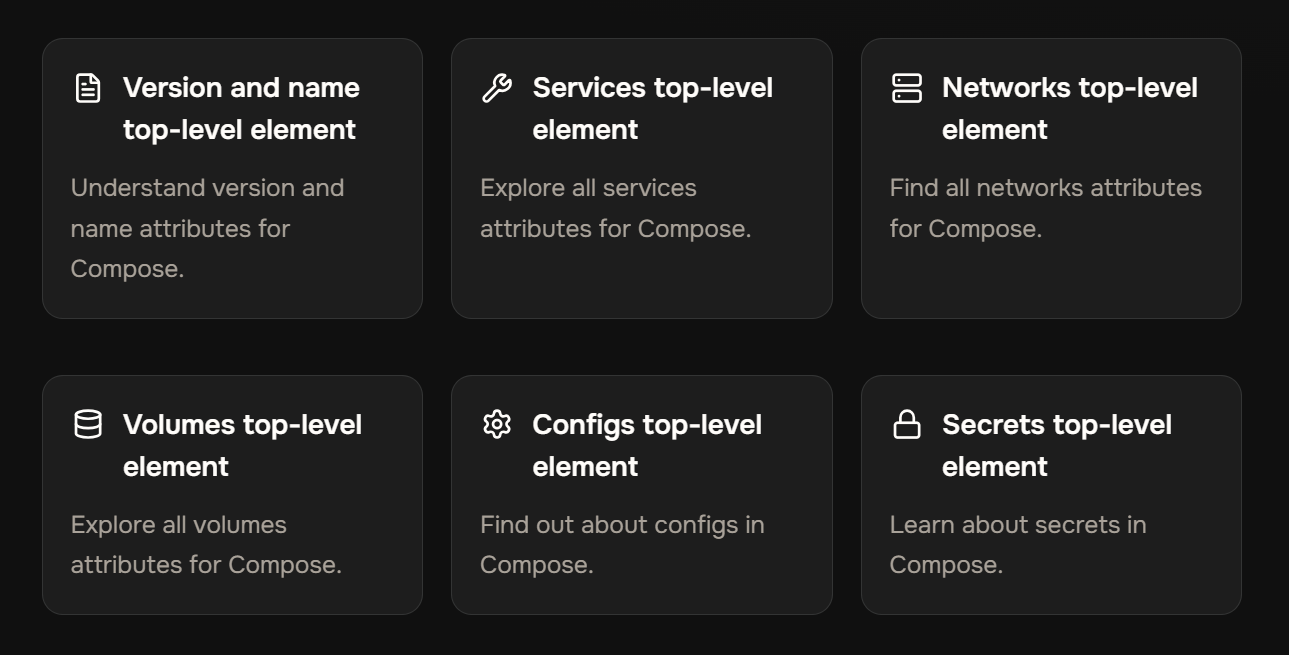 Version and name
top-level element
Understand version and
name attributes for
Compose.
Services top-level
element
Explore all services
attributes for Compose.
Networks top-level
element
Find all networks attributes
for Compose.
Volumes top-level
element
Explore all volumes
attributes for Compose.
Configs top-level
element
Find out about configs in
Compose.
Secrets top-level
element
Learn about secrets in
Compose.